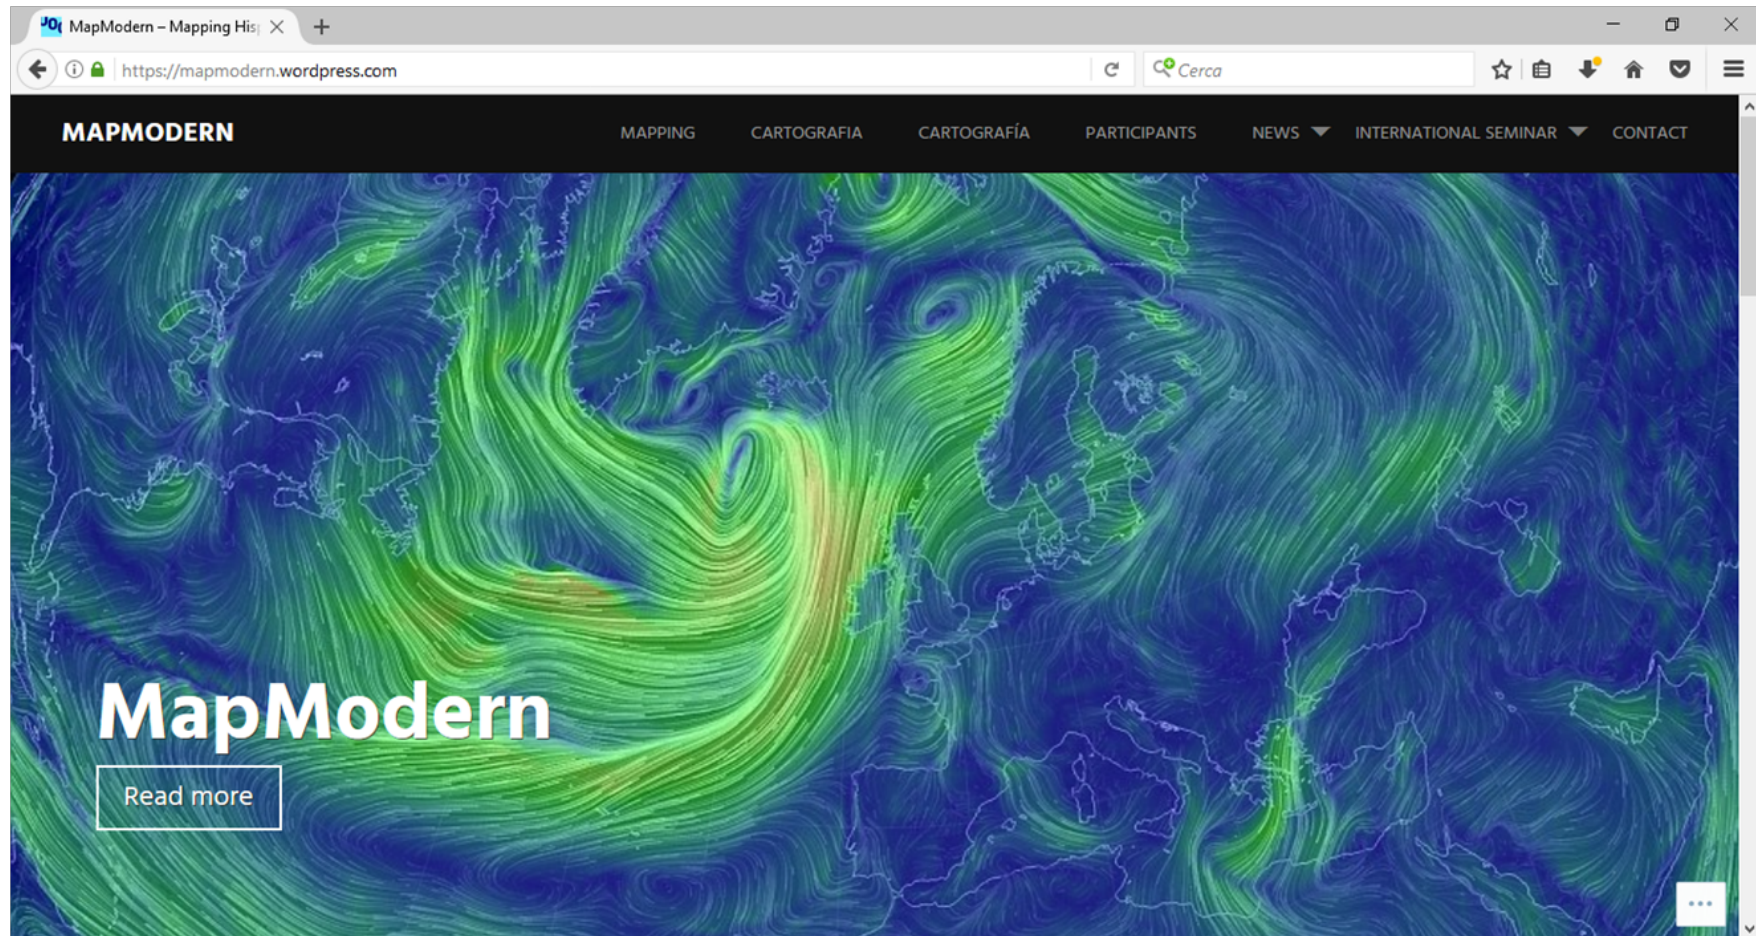 MapModern – Mapping His
https://mapmodern.wordpress.com
Cerca
MAPMODERN
MAPPING CARTOGRAFIA CARTOGRAFÍA PARTICIPANTS NEWS INTERNATIONAL SEMINAR CONTACT
MapModern
Read more